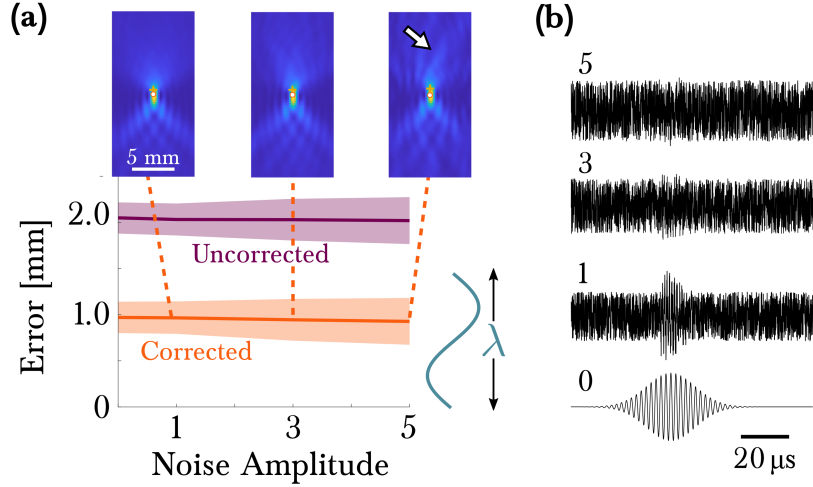 (a)
5 mm
2.0
Uncorrected
1.0
Corrected
0
Error [mm]
λ
1
3
5
Noise Amplitude
(b)
5
3
1
0
20 μs